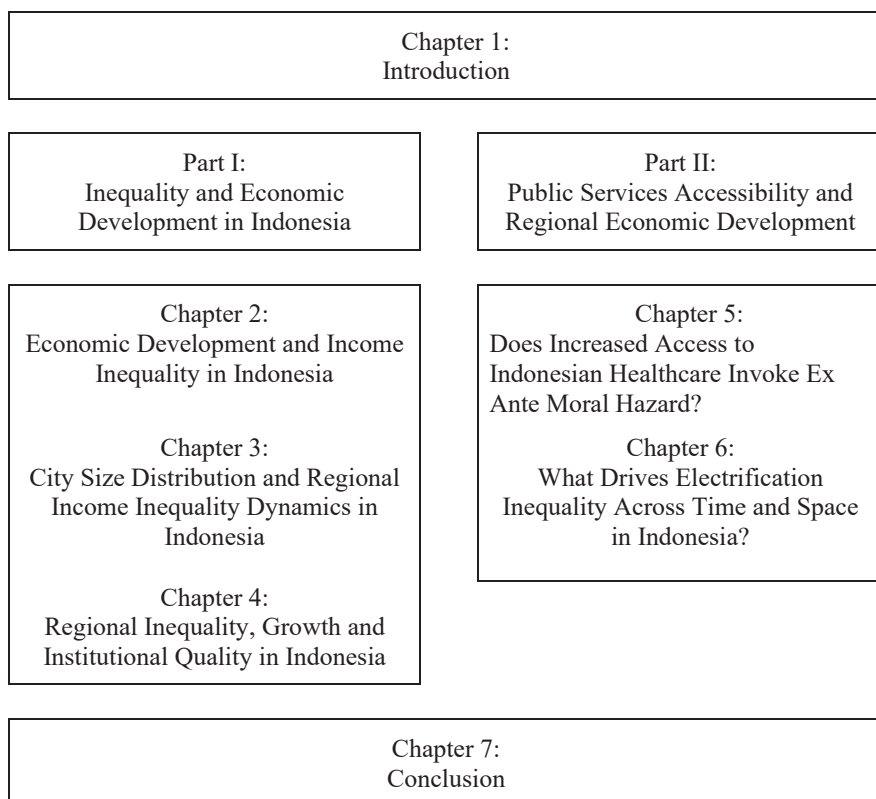 Chapter 1:
Introduction
Part I:
Inequality and Economic
Development in Indonesia
Part II:
Public Services Accessibility and
Regional Economic Development
Chapter 2:
Economic Development and Income
Inequality in Indonesia
Chapter 3:
City Size Distribution and Regional
Income Inequality Dynamics in
Indonesia
Chapter 4:
Regional Inequality, Growth and
Institutional Quality in Indonesia
Chapter 5:
Does Increased Access to
Indonesian Healthcare Invoke Ex
Ante Moral Hazard?
Chapter 6:
What Drives Electrification
Inequality Across Time and Space
in Indonesia?
Chapter 7:
Conclusion